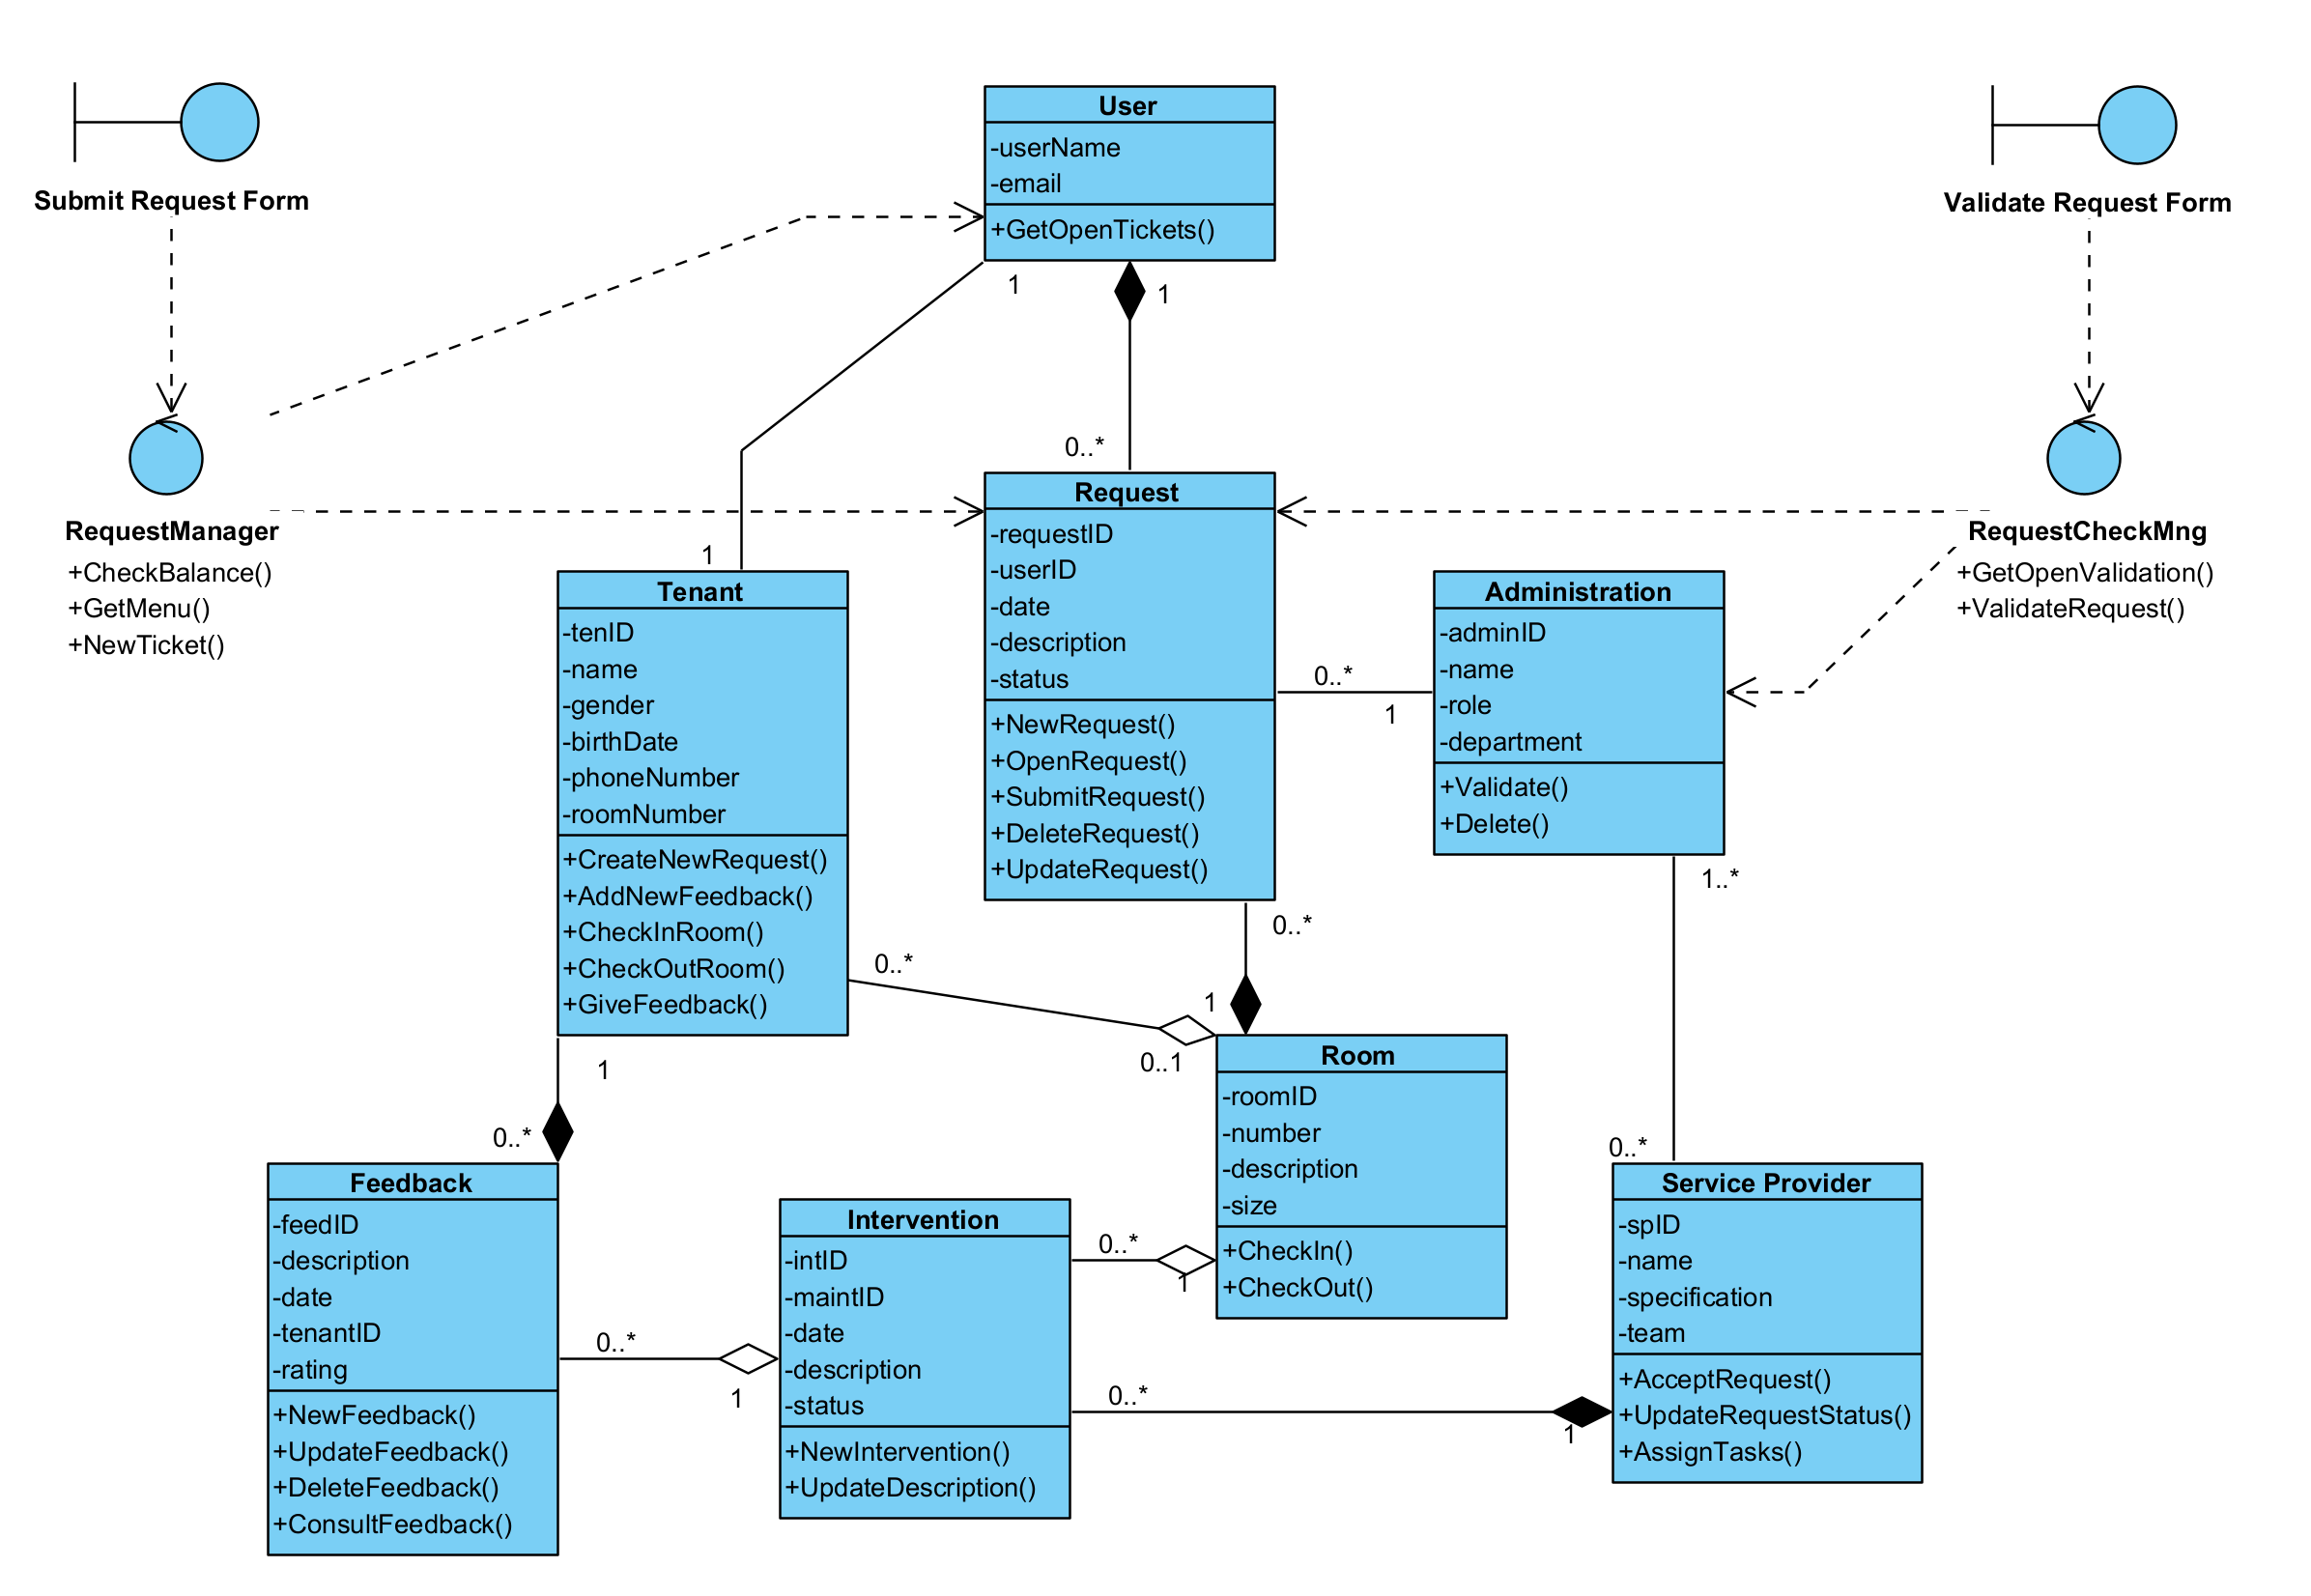 Submit Request Form
RequestManager
+CheckBalance()
+GetMenu()
+NewTicket()
User
-userName
-email
+GetOpenTickets()
1
1
0..*
1
Validate Request Form
RequestCheckMng
+GetOpenValidation()
+ValidateRequest()
Request
-requestID
-userID
-date
-description
-status
+NewRequest()
+OpenRequest()
+SubmitRequest()
+DeleteRequest()
+UpdateRequest()
0..*
1
Administration
-adminID
-name
-role
-department
+Validate()
+Delete()
1..*
0..*
Tenant
-tenID
-name
-gender
-birthDate
-phoneNumber
-roomNumber
+CreateNewRequest()
+AddNewFeedback()
+CheckInRoom()
+CheckOutRoom()
+GiveFeedback()
0..*
0..1
0..*
1
1
0..*
Room
-roomID
-number
-description
-size
+CheckIn()
+CheckOut()
Feedback
-feedID
-description
-date
-tenantID
-rating
+NewFeedback()
+UpdateFeedback()
+DeleteFeedback()
+ConsultFeedback()
0..*
1
Intervention
-intID
-maintID
-date
-description
-status
+NewIntervention()
+UpdateDescription()
0..*
1
0..*
1
Service Provider
-spID
-name
-specification
-team
+AcceptRequest()
+UpdateRequestStatus()
+AssignTasks()